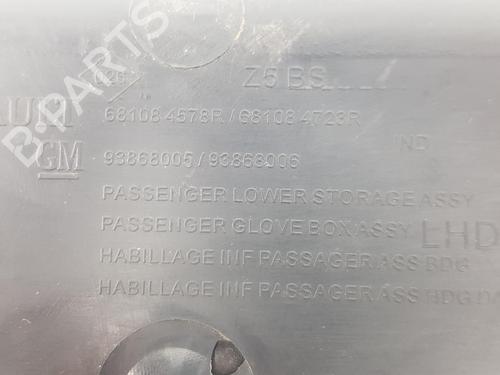 Z5 BS
68108 4578R / 68108 4723R
ND
GM
93868005 / 93868006
PASSENGER LOWER STORAGE ASSY
PASSENGER GLOVE BOX ASSY LHD
HABILLAGE INF PASSAGER ASS BDG
HABILLAGE INF PASSAGER ASS BDG
B-PARTS